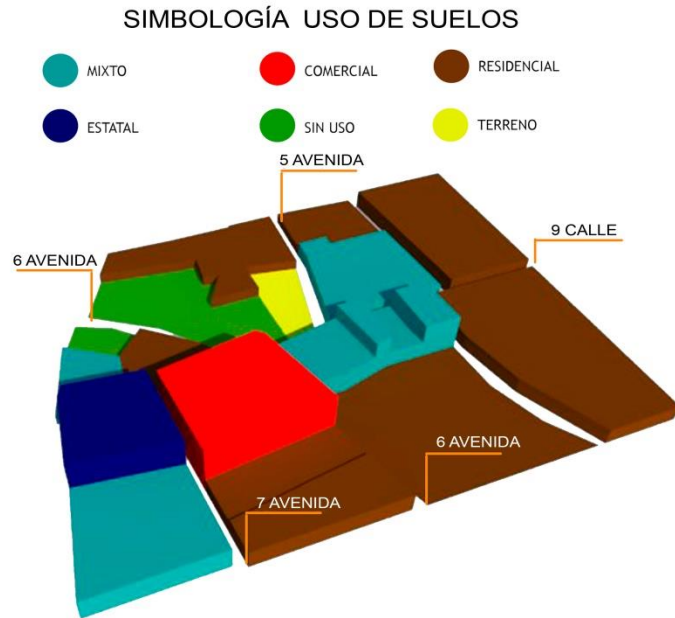 SIMBOLOGÍA USO DE SUELOS
MIXTO
COMERCIAL
RESIDENCIAL
ESTATAL
SIN USO
TERRENO
5 AVENIDA
9 CALLE
6 AVENIDA
6 AVENIDA
7 AVENIDA